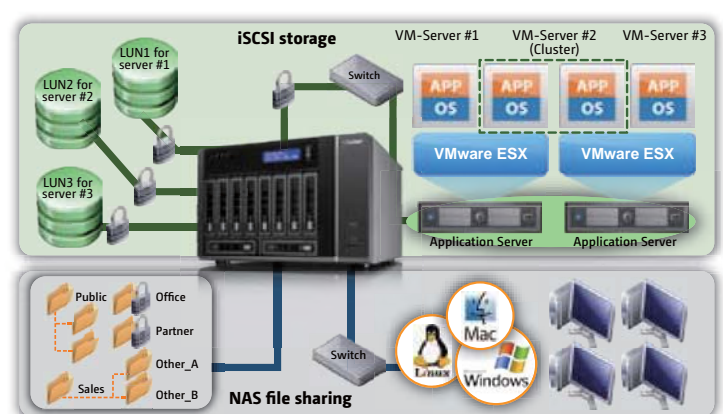 iSCSI storage
LUN1 for
server #1
LUN2 for
server #2
LUN3 for
server #3
Switch
VM-Server #1
VM-Server #2
(Cluster)
VM-Server #3
APP
OS
APP
OS
APP
OS
APP
OS
VMware ESX
VMware ESX
Application Server
Application Server
Public
Office
Partner
Other_A
Sales
Other_B
NAS file sharing
Switch
Linux
Mac
Windows